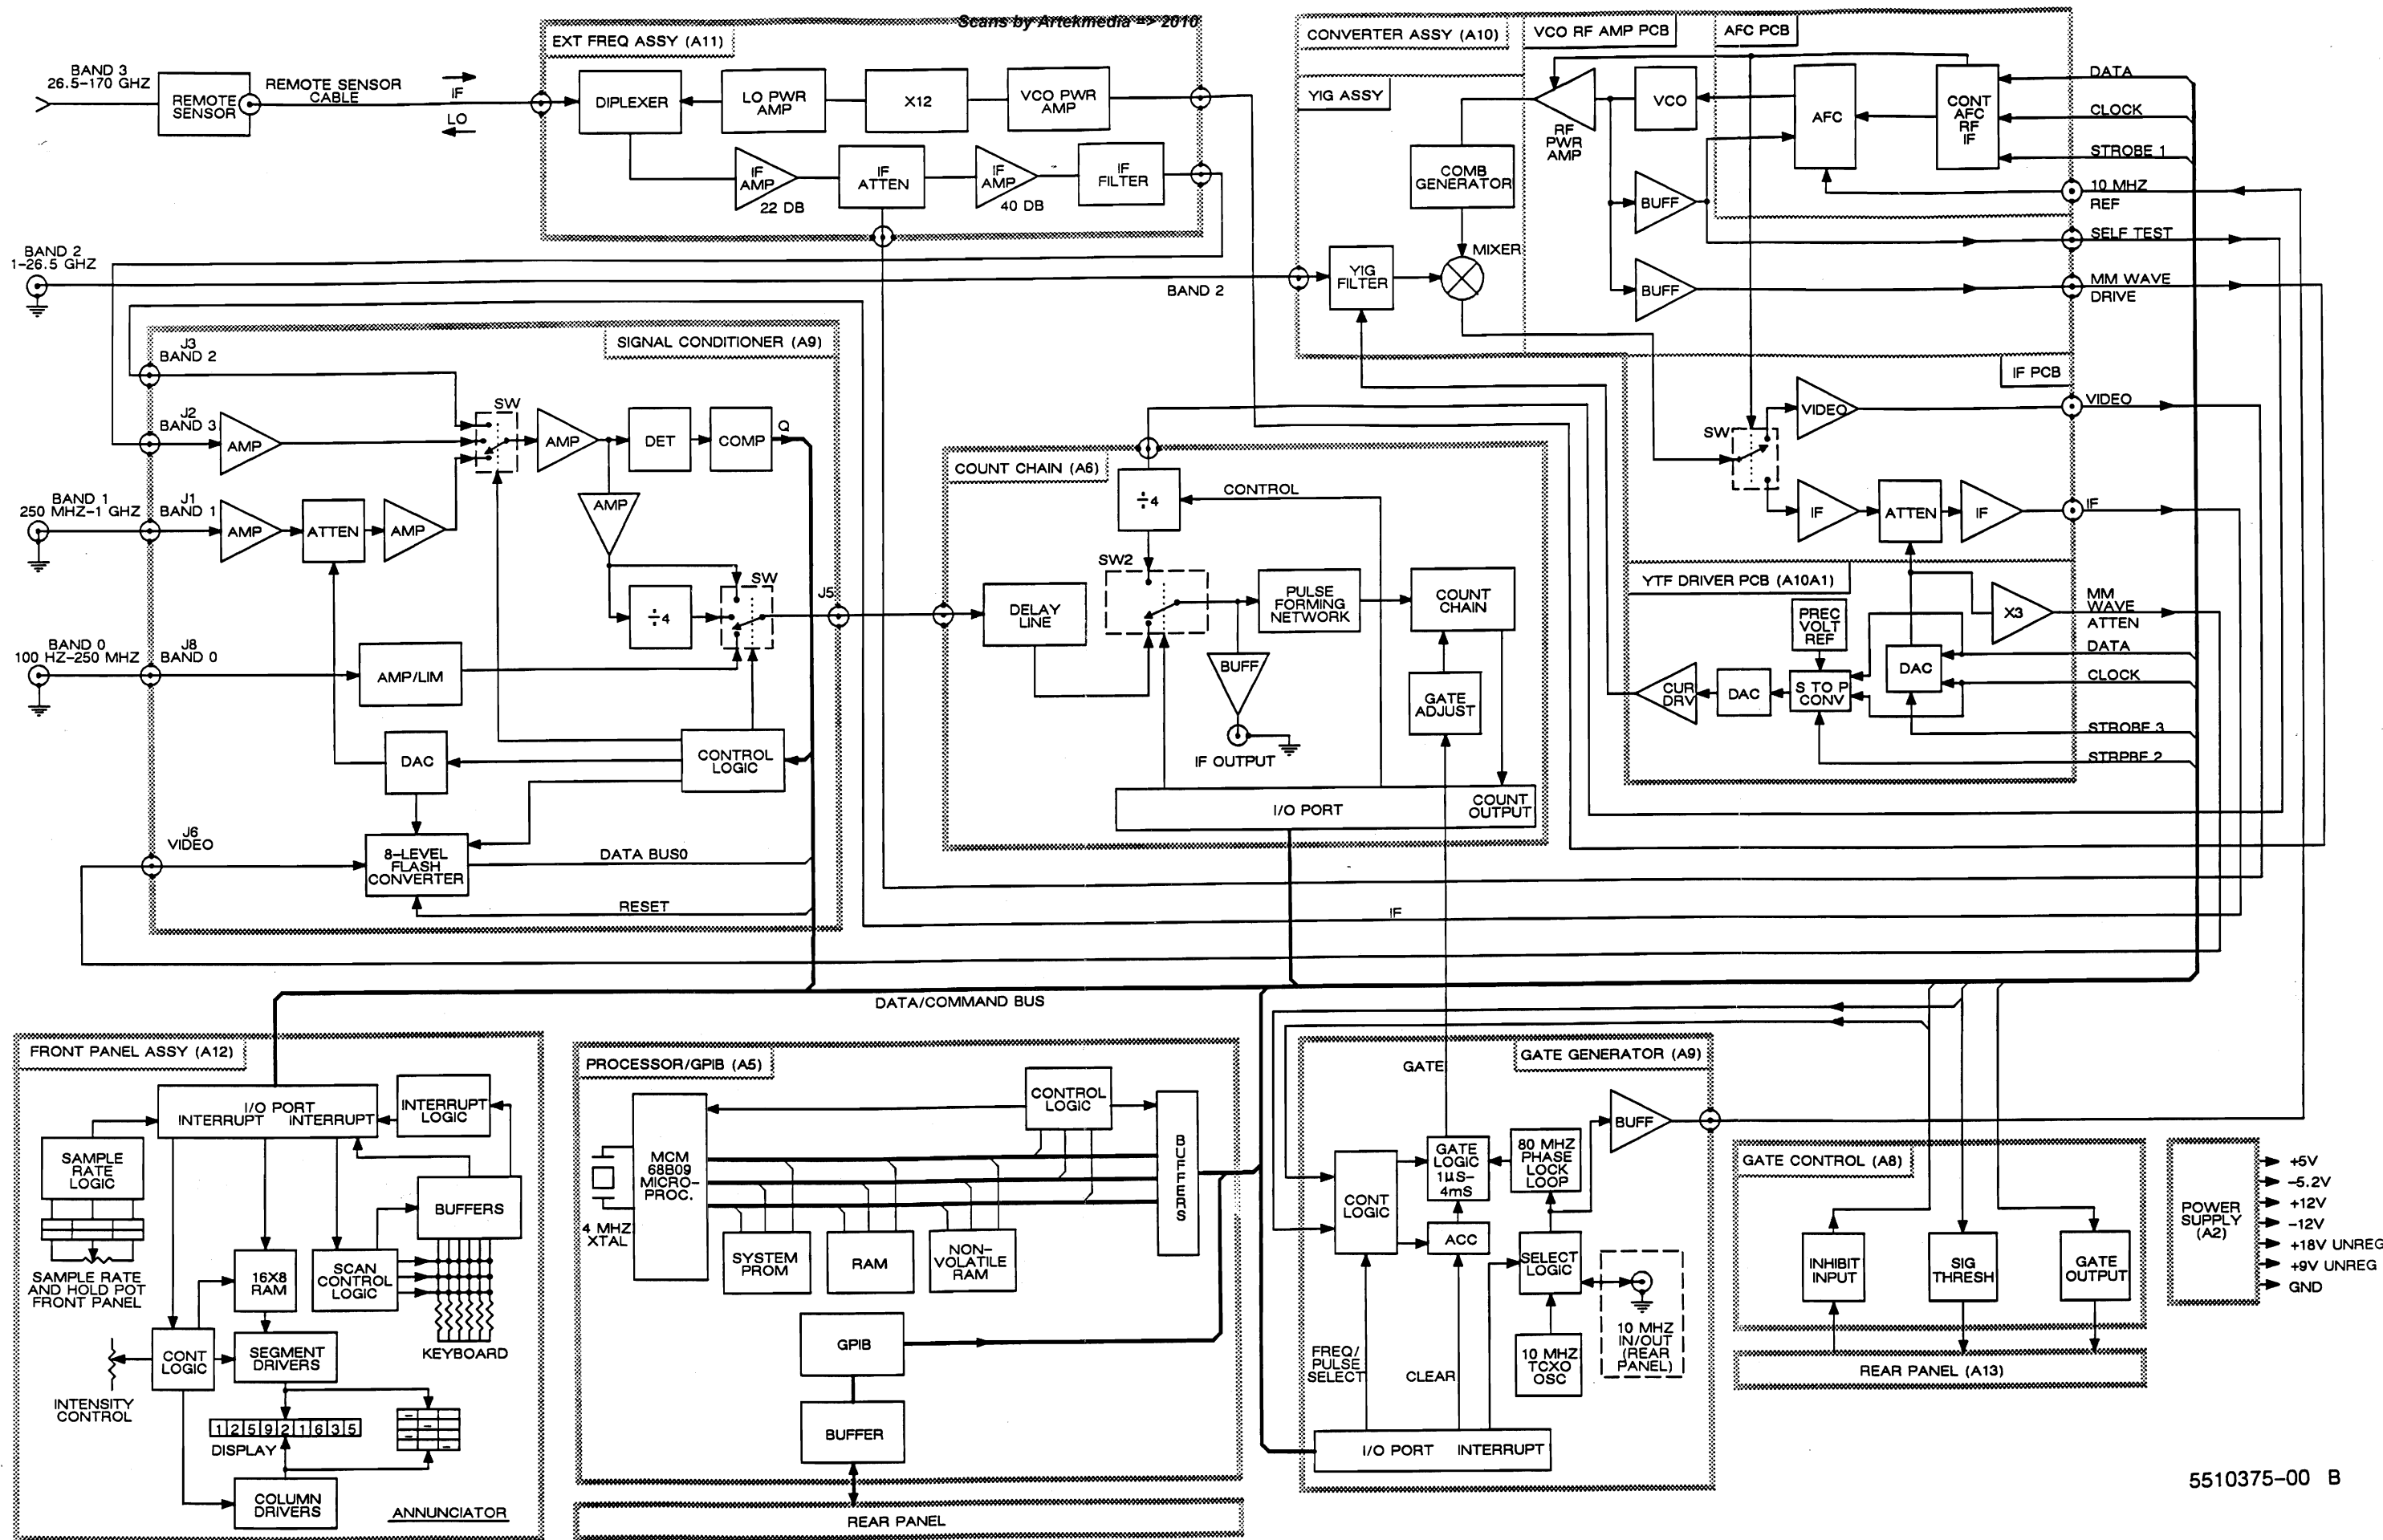 Scans by Artekmedia => 2010
EXT FREQ ASSY (A11)
BAND 3
26.5-170 GHZ
REMOTE
SENSOR
REMOTE SENSOR
CABLE
IF
LO
DIPLEXER
LO PWR
AMP
X12
VCO PWR
AMP
IF
AMP
22 DB
IF
ATTEN
IF
AMP
40 DB
IF
FILTER
CONVERTER ASSY (A10)
VCO RF AMP PCB
AFC PCB
YIG ASSY
RF
PWR
AMP
VCO
AFC
CONT
AFC
RF
IF
DATA
CLOCK
STROBE 1
10 MHZ
REF
COMB
GENERATOR
BUFF
SELF TEST
MIXER
YIG
FILTER
BUFF
MM WAVE
DRIVE
BAND 2
1-26.5 GHZ
BAND 2
IF PCB
SW
VIDEO
VIDEO
IF
ATTEN
IF
IF
SIGNAL CONDITIONER (A9)
J3
BAND 2
J2
BAND 3
AMP
SW
AMP
DET
COMP
Q
BAND 1
250 MHZ-1 GHZ
J1
BAND 1
AMP
ATTEN
AMP
AMP
÷4
SW
J5
BAND 0
100 HZ-250 MHZ
J8
BAND 0
AMP/LIM
DAC
CONTROL
LOGIC
J6
VIDEO
8-LEVEL
FLASH
CONVERTER
DATA BUS0
RESET
COUNT CHAIN (A6)
÷4
CONTROL
SW2
DELAY
LINE
PULSE
FORMING
NETWORK
COUNT
CHAIN
BUFF
GATE
ADJUST
IF OUTPUT
I/O PORT
COUNT
OUTPUT
YTF DRIVER PCB (A10A1)
PREC
VOLT
REF
X3
MM
WAVE
ATTEN
DATA
DAC
CLOCK
CUR
DRV
DAC
S TO P
CONV
STROBE 3
STRPBE 2
IF
DATA/COMMAND BUS
FRONT PANEL ASSY (A12)
I/O PORT
INTERRUPT
INTERRUPT
INTERRUPT
LOGIC
SAMPLE
RATE
LOGIC
BUFFERS
SAMPLE RATE
AND HOLD POT
FRONT PANEL
16X8
RAM
SCAN
CONTROL
LOGIC
CONT
LOGIC
SEGMENT
DRIVERS
KEYBOARD
INTENSITY
CONTROL
1 2 5 9 2 1 6 3 5
DISPLAY
COLUMN
DRIVERS
ANNUNCIATOR
PROCESSOR/GPIB (A5)
CONTROL
LOGIC
MCM
68B09
MICRO-
PROC.
BUFFERS
4 MHZ
XTAL
SYSTEM
PROM
RAM
NON-
VOLATILE
RAM
GPIB
BUFFER
REAR PANEL
GATE
GATE GENERATOR (A9)
BUFF
CONT
LOGIC
GATE
LOGIC
1µS-
4mS
80 MHZ
PHASE
LOCK
LOOP
ACC
SELECT
LOGIC
10 MHZ
IN/OUT
(REAR
PANEL)
10 MHZ
TCXO
OSC
FREQ/
PULSE
SELECT
CLEAR
I/O PORT
INTERRUPT
GATE CONTROL (A8)
INHIBIT
INPUT
SIG
THRESH
GATE
OUTPUT
REAR PANEL (A13)
POWER
SUPPLY
(A2)
+5V
-5.2V
+12V
-12V
+18V UNREG
+9V UNREG
GND
5510375-00 B